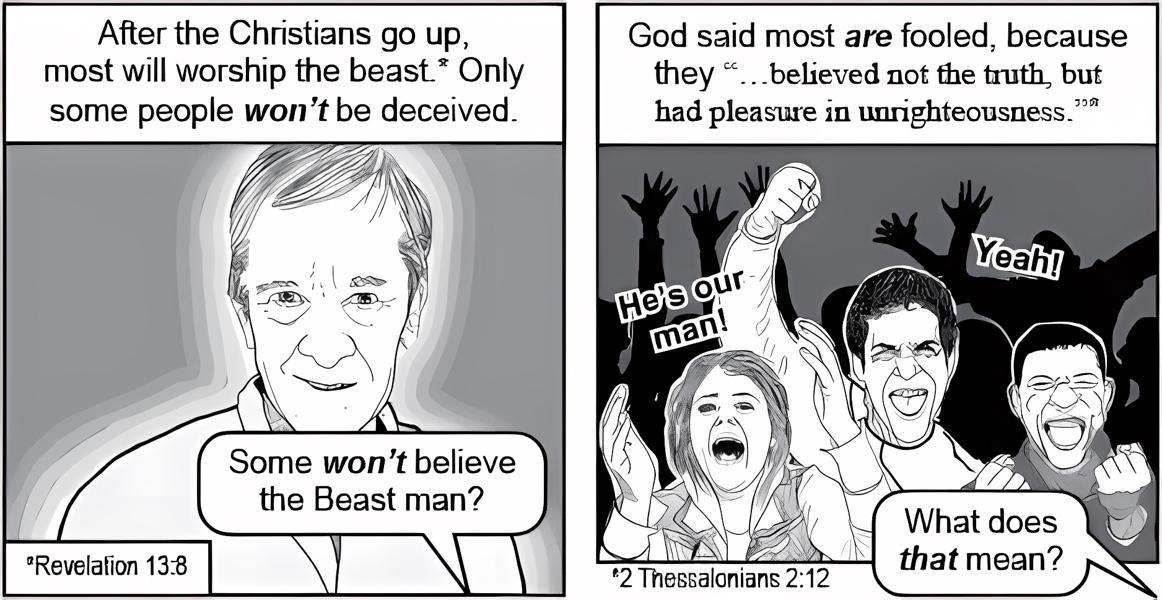 After the Christians go up,
most will worship the beast.* Only
some people won't be deceived.
Some won't believe
the Beast man?
*Revelation 13:8
God said most are fooled, because
they “…believed not the truth, but
had pleasure in unrighteousness.”*
He's our
man!
Yeah!
What does
that mean?
*2 Thessalonians 2:12